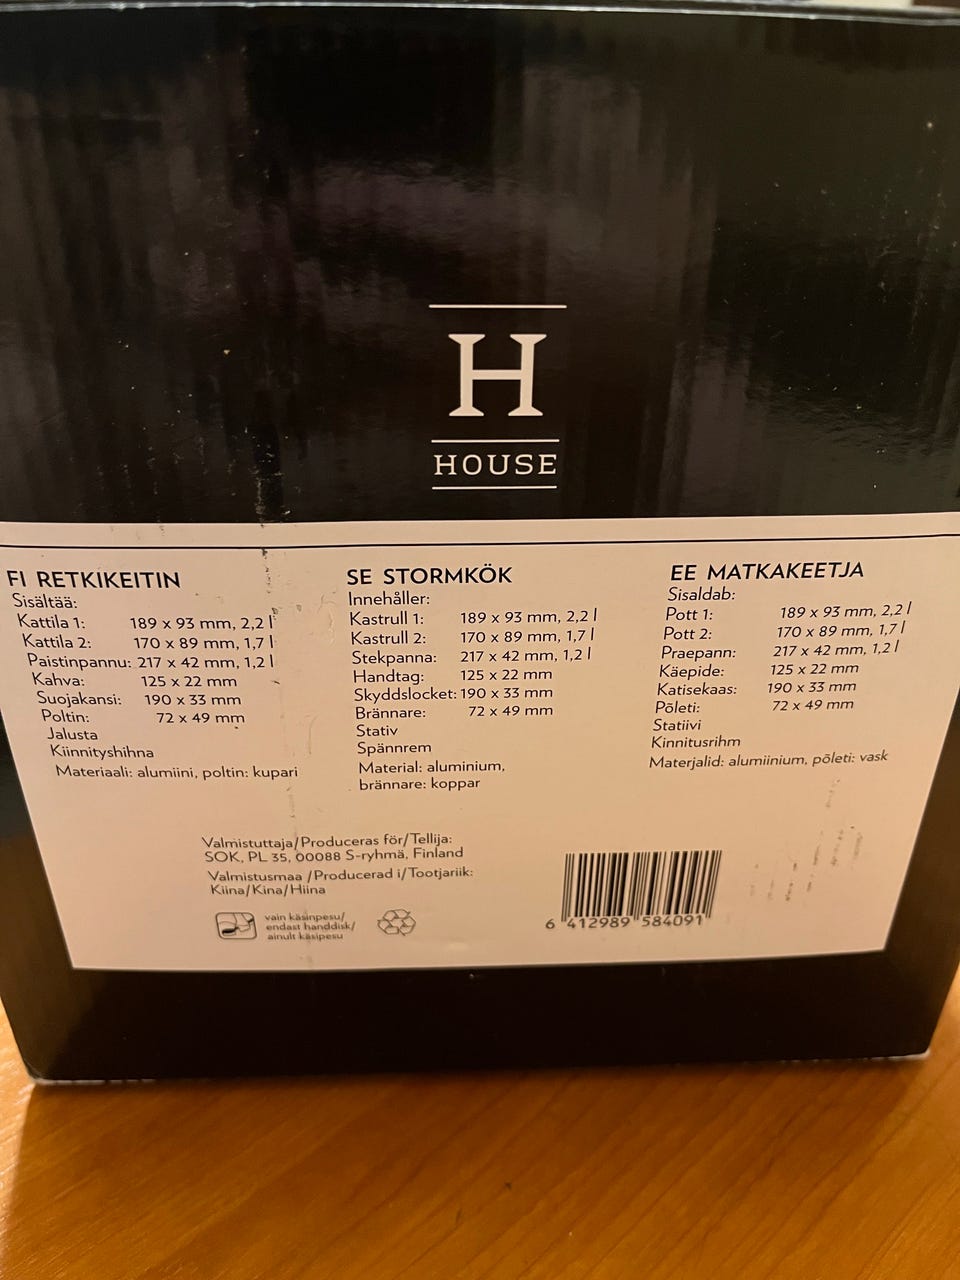 H
HOUSE
FI RETKIKEITIN
Sisältää:
Kattila 1: 189 x 93 mm, 2,2 l
Kattila 2: 170 x 89 mm, 1,7 l
Paistinpannu: 217 x 42 mm, 1,2 l
Kahva: 125 x 22 mm
Suojakansi: 190 x 33 mm
Poltin: 72 x 49 mm
Jalusta
Kiinnityshihna
Materiaali: alumiini, poltin: kupari
SE STORMKÖK
Innehåller:
Kastrull 1: 189 x 93 mm, 2,2 l
Kastrull 2: 170 x 89 mm, 1,7 l
Stekpanna: 217 x 42 mm, 1,2 l
Handtag: 125 x 22 mm
Skyddslocket: 190 x 33 mm
Brännare: 72 x 49 mm
Stativ
Spännrem
Material: aluminium,
brännare: koppar
EE MATKAKEETJA
Sisaldab:
Pott 1: 189 x 93 mm, 2,2 l
Pott 2: 170 x 89 mm, 1,7 l
Praepann: 217 x 42 mm, 1,2 l
Käepide: 125 x 22 mm
Katisekaas: 190 x 33 mm
Põleti: 72 x 49 mm
Statiivi
Kinnitusrihm
Materjalid: alumiinium, põleti: vask
Valmistuttaja/Produceras för/Tellija:
SOK, PL 35, 00088 S-ryhmä, Finland
Valmistusmaa /Producerad i/Tootjariik:
Kiina/Kina/Hiina
vain käsinpesu/
endast handdisk/
ainult käsipesu
6 412989 584091